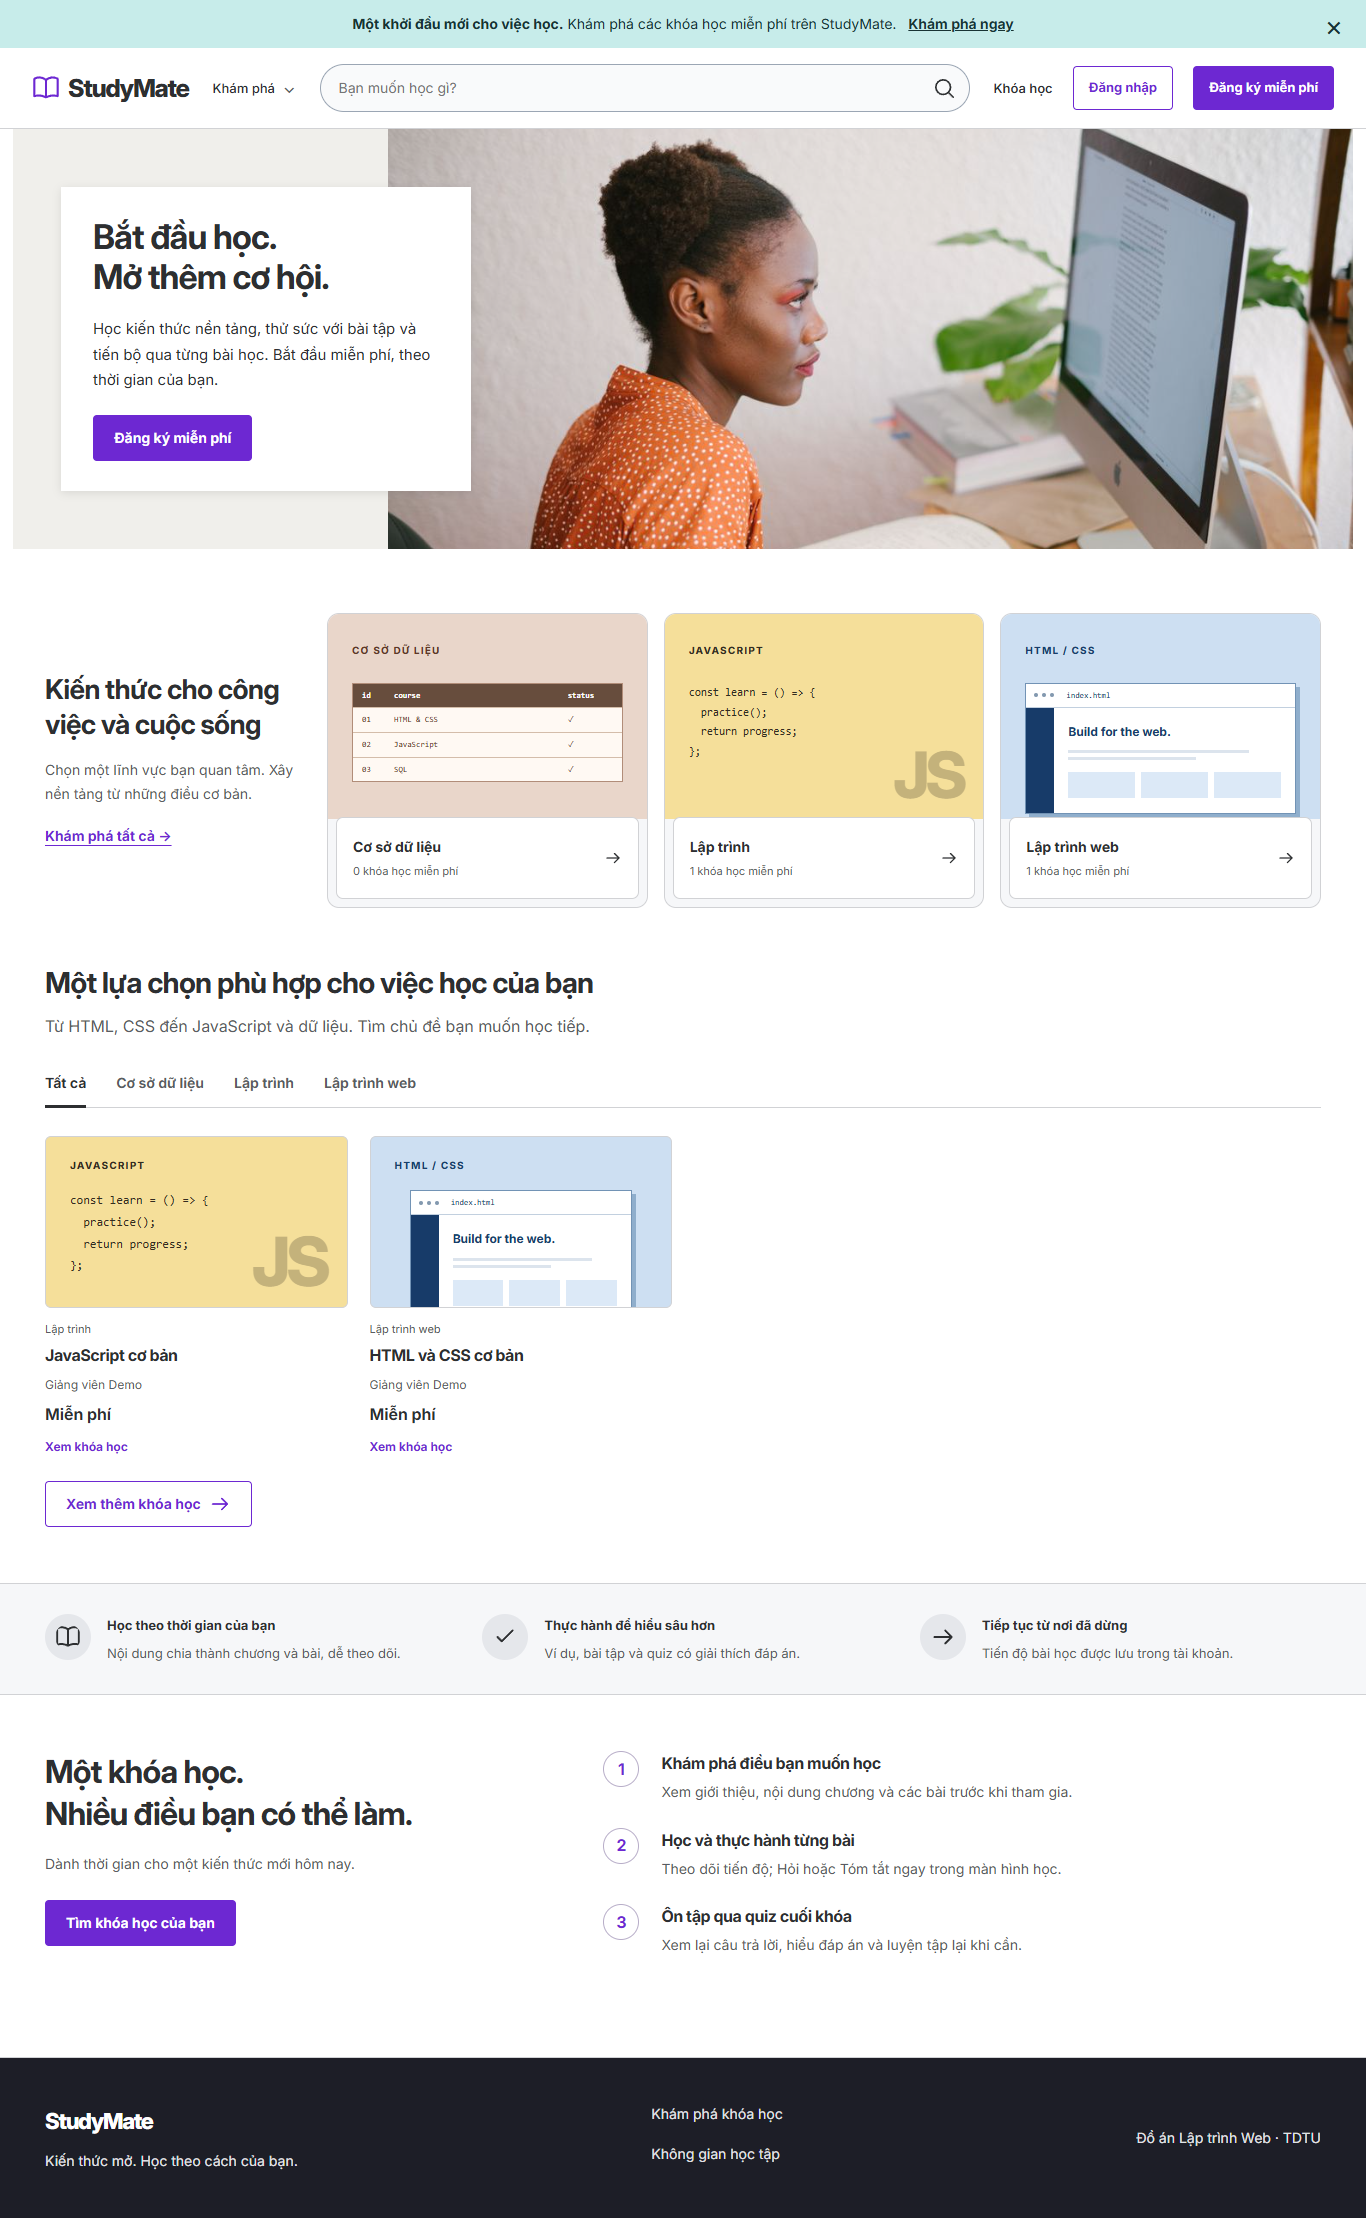 Một khởi đầu mới cho việc học. Khám phá các khóa học miễn phí trên StudyMate. Khám phá ngay
StudyMate
Khám phá
Bạn muốn học gì?
Khóa học
Đăng nhập
Đăng ký miễn phí
Bắt đầu học.
Mở thêm cơ hội.
Học kiến thức nền tảng, thử sức với bài tập và
tiến bộ qua từng bài học. Bắt đầu miễn phí, theo
thời gian của bạn.
Đăng ký miễn phí
Kiến thức cho công
việc và cuộc sống
Chọn một lĩnh vực bạn quan tâm. Xây
nền tảng từ những điều cơ bản.
Khám phá tất cả →
CƠ SỞ DỮ LIỆU
id course status
01 HTML & CSS ✓
02 JavaScript ✓
03 SQL ✓
Cơ sở dữ liệu
0 khóa học miễn phí
JAVASCRIPT
const learn = () => {
practice();
return progress;
};
JS
Lập trình
1 khóa học miễn phí
HTML / CSS
index.html
Build for the web.
Lập trình web
1 khóa học miễn phí
Một lựa chọn phù hợp cho việc học của bạn
Từ HTML, CSS đến JavaScript và dữ liệu. Tìm chủ đề bạn muốn học tiếp.
Tất cả
Cơ sở dữ liệu
Lập trình
Lập trình web
JAVASCRIPT
const learn = () => {
practice();
return progress;
};
JS
Lập trình
JavaScript cơ bản
Giảng viên Demo
Miễn phí
Xem khóa học
HTML / CSS
index.html
Build for the web.
Lập trình web
HTML và CSS cơ bản
Giảng viên Demo
Miễn phí
Xem khóa học
Xem thêm khóa học
Học theo thời gian của bạn
Nội dung chia thành chương và bài, dễ theo dõi.
Thực hành để hiểu sâu hơn
Ví dụ, bài tập và quiz có giải thích đáp án.
Tiếp tục từ nơi đã dừng
Tiến độ bài học được lưu trong tài khoản.
Một khóa học.
Nhiều điều bạn có thể làm.
Dành thời gian cho một kiến thức mới hôm nay.
Tìm khóa học của bạn
1
Khám phá điều bạn muốn học
Xem giới thiệu, nội dung chương và các bài trước khi tham gia.
2
Học và thực hành từng bài
Theo dõi tiến độ; Hỏi hoặc Tóm tắt ngay trong màn hình học.
3
Ôn tập qua quiz cuối khóa
Xem lại câu trả lời, hiểu đáp án và luyện tập lại khi cần.
StudyMate
Kiến thức mở. Học theo cách của bạn.
Khám phá khóa học
Không gian học tập
Đồ án Lập trình Web · TDTU